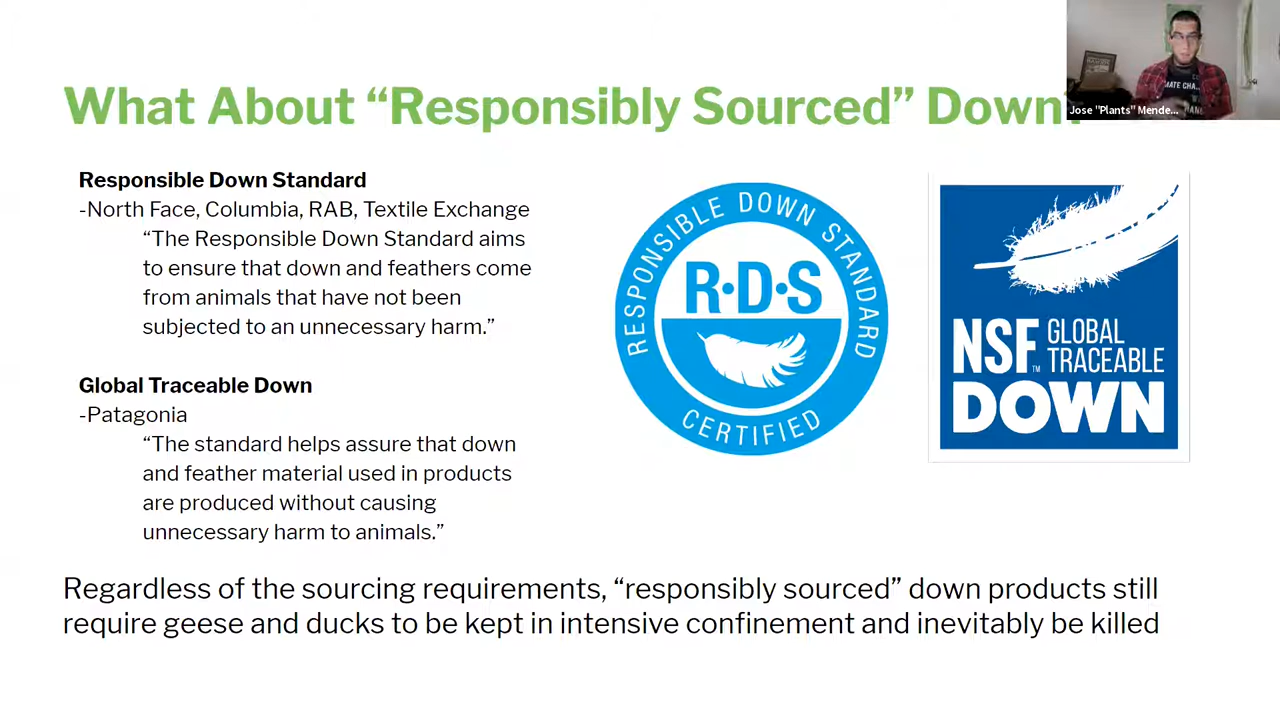 What About “Responsibly Sourced” Down?
Jose "Plants" Mende...
Responsible Down Standard
-North Face, Columbia, RAB, Textile Exchange
“The Responsible Down Standard aims
to ensure that down and feathers come
from animals that have not been
subjected to an unnecessary harm.”
Global Traceable Down
-Patagonia
“The standard helps assure that down
and feather material used in products
are produced without causing
unnecessary harm to animals.”
RESPONSIBLE DOWN STANDARD
R·D·S
CERTIFIED
NSF™ GLOBAL
TRACEABLE
DOWN
Regardless of the sourcing requirements, “responsibly sourced” down products still
require geese and ducks to be kept in intensive confinement and inevitably be killed